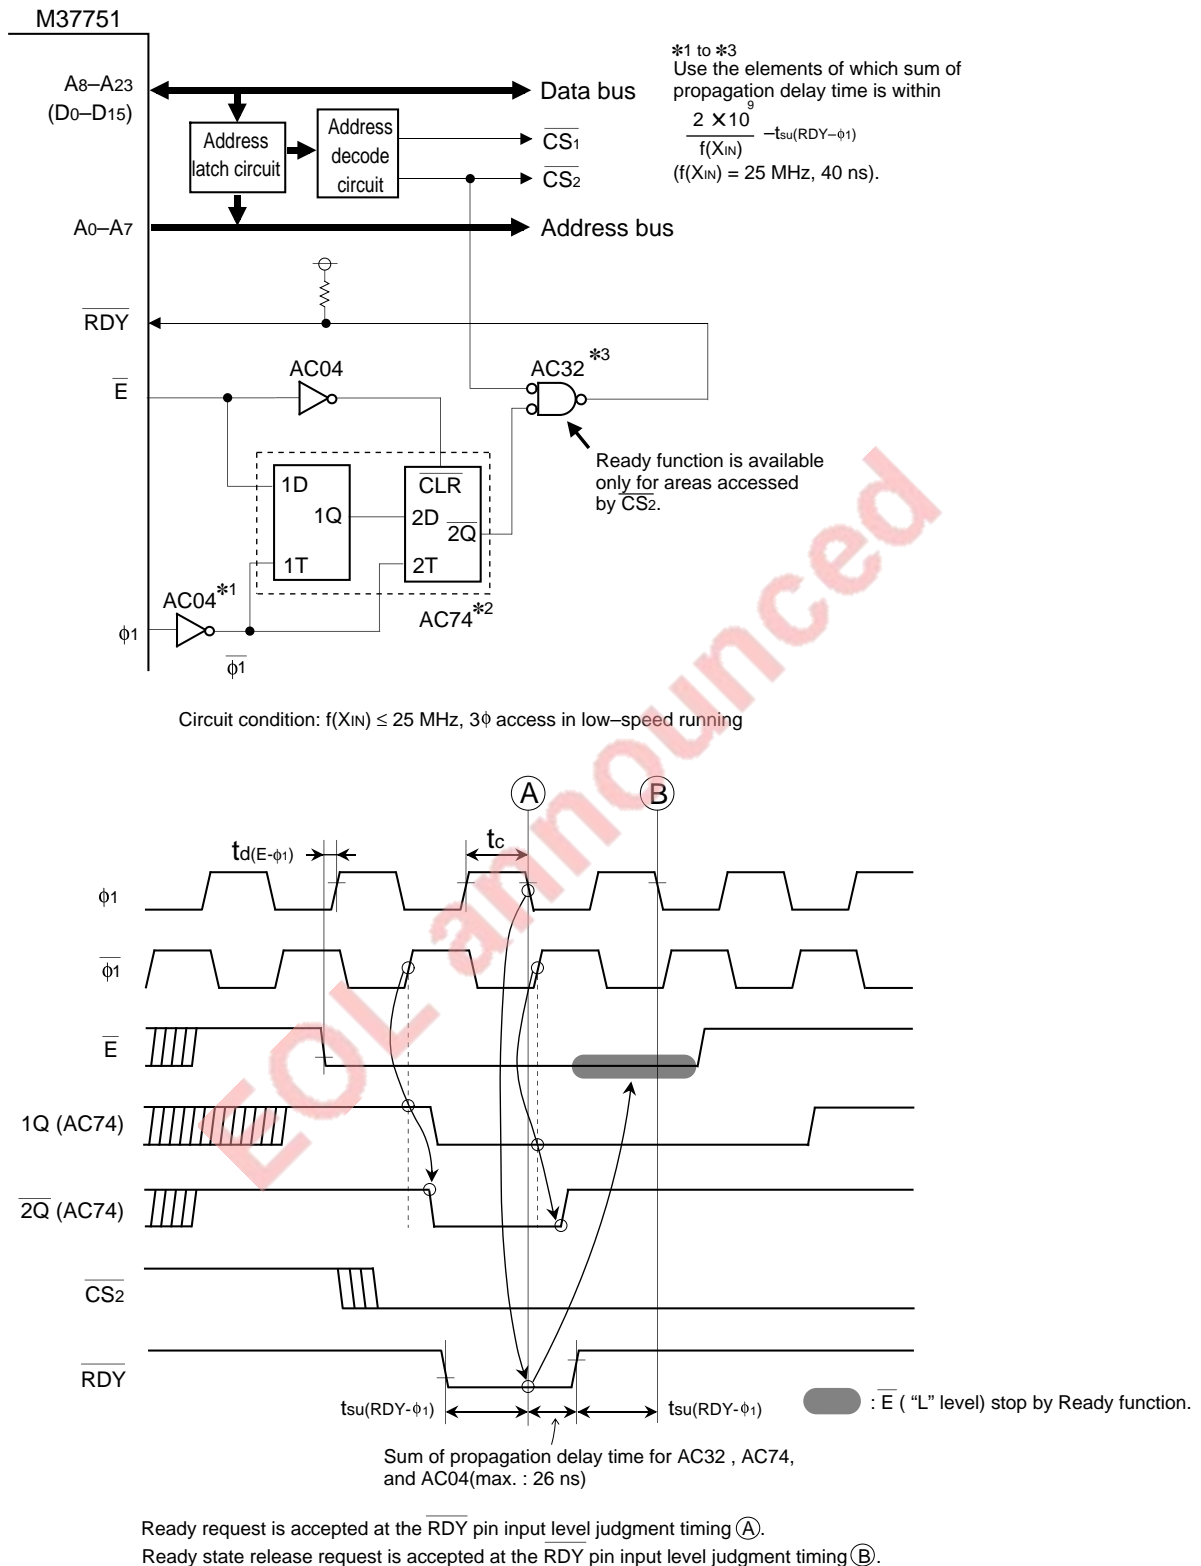 M37751
A8–A23
(D0–D15)
Data bus
Address
latch circuit
Address
decode
circuit
CS1
CS2
✻1 to ✻3
Use the elements of which sum of
propagation delay time is within
2 ×10^9
f(XIN)
–tsu(RDY–φ1)
(f(XIN) = 25 MHz, 40 ns).
A0–A7
Address bus
RDY
E
AC04
AC32 ✻3
Ready function is available
only for areas accessed
by CS2.
1D
1Q
1T
CLR
2D
2Q
2T
AC04✻1
AC74✻2
φ1
φ1
Circuit condition: f(XIN) ≤ 25 MHz, 3φ access in low–speed running
A
B
td(E-φ1)
tc
φ1
φ1
E
1Q (AC74)
2Q (AC74)
CS2
RDY
tsu(RDY-φ1)
tsu(RDY-φ1)
: E ( “L” level) stop by Ready function.
Sum of propagation delay time for AC32 , AC74,
and AC04(max. : 26 ns)
Ready request is accepted at the RDY pin input level judgment timing Ⓐ.
Ready state release request is accepted at the RDY pin input level judgment timing Ⓑ.
EOL announced